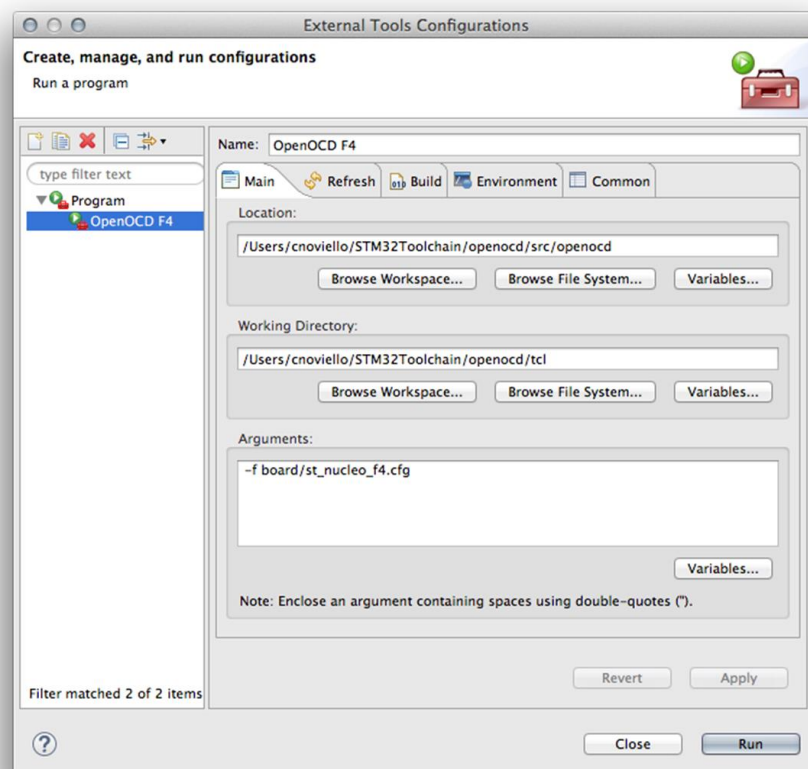 External Tools Configurations
Create, manage, and run configurations
Run a program
type filter text
Program
OpenOCD F4
Filter matched 2 of 2 items
Name: OpenOCD F4
Main Refresh Build Environment Common
Location:
/Users/cnoviello/STM32Toolchain/openocd/src/openocd
Browse Workspace... Browse File System... Variables...
Working Directory:
/Users/cnoviello/STM32Toolchain/openocd/tcl
Browse Workspace... Browse File System... Variables...
Arguments:
-f board/st_nucleo_f4.cfg
Variables...
Note: Enclose an argument containing spaces using double-quotes (").
Revert Apply
? Close Run